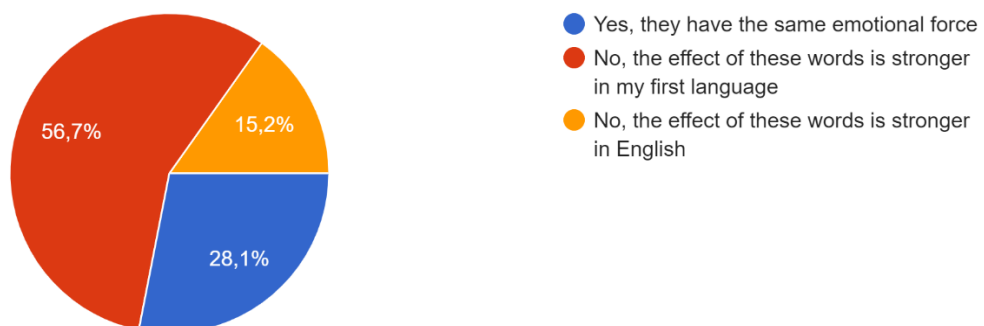 Yes, they have the same emotional force
No, the effect of these words is stronger
in my first language
No, the effect of these words is stronger
in English
56,7%
15,2%
28,1%